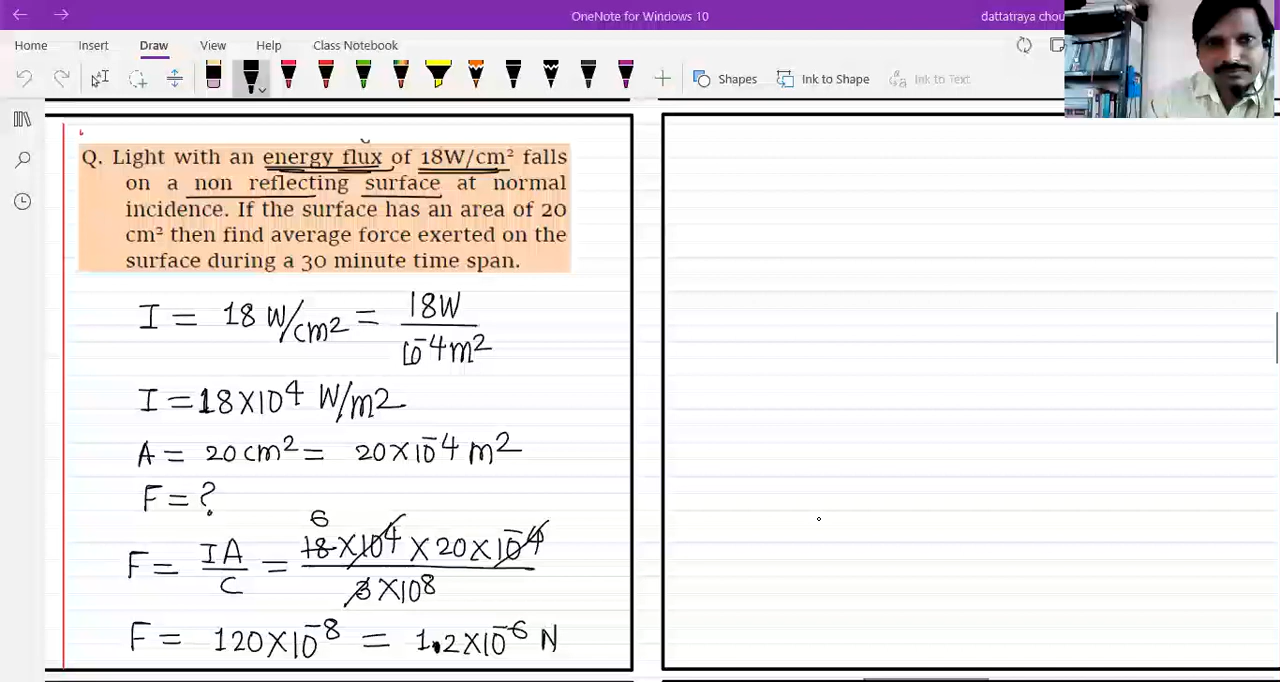 OneNote for Windows 10
dattatraya chou
Home Insert Draw View Help Class Notebook
Shapes Ink to Shape Ink to Text
Q. Light with an energy flux of 18W/cm² falls
on a non reflecting surface at normal
incidence. If the surface has an area of 20
cm² then find average force exerted on the
surface during a 30 minute time span.
I = 18 W/cm2 = 18W / 10⁻⁴m2
I = 18×10⁴ W/m2
A = 20cm2 = 20×10⁻⁴ m2
F = ?
6
F = IA / C = 18×10⁴ × 20×10⁻⁴ / 3×10⁸
F = 120×10⁻⁸ = 1.2×10⁻⁶ N